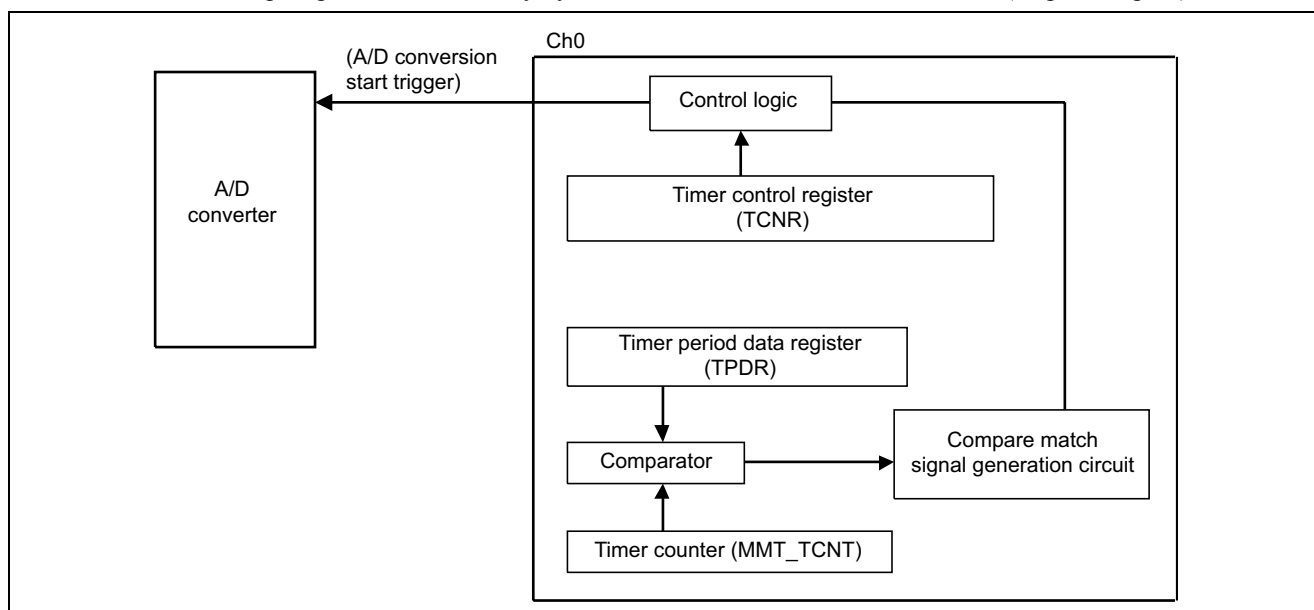 Ch0
(A/D conversion
start trigger)
Control logic
A/D
converter
Timer control register
(TCNR)
Timer period data register
(TPDR)
Comparator
Compare match
signal generation circuit
Timer counter (MMT_TCNT)